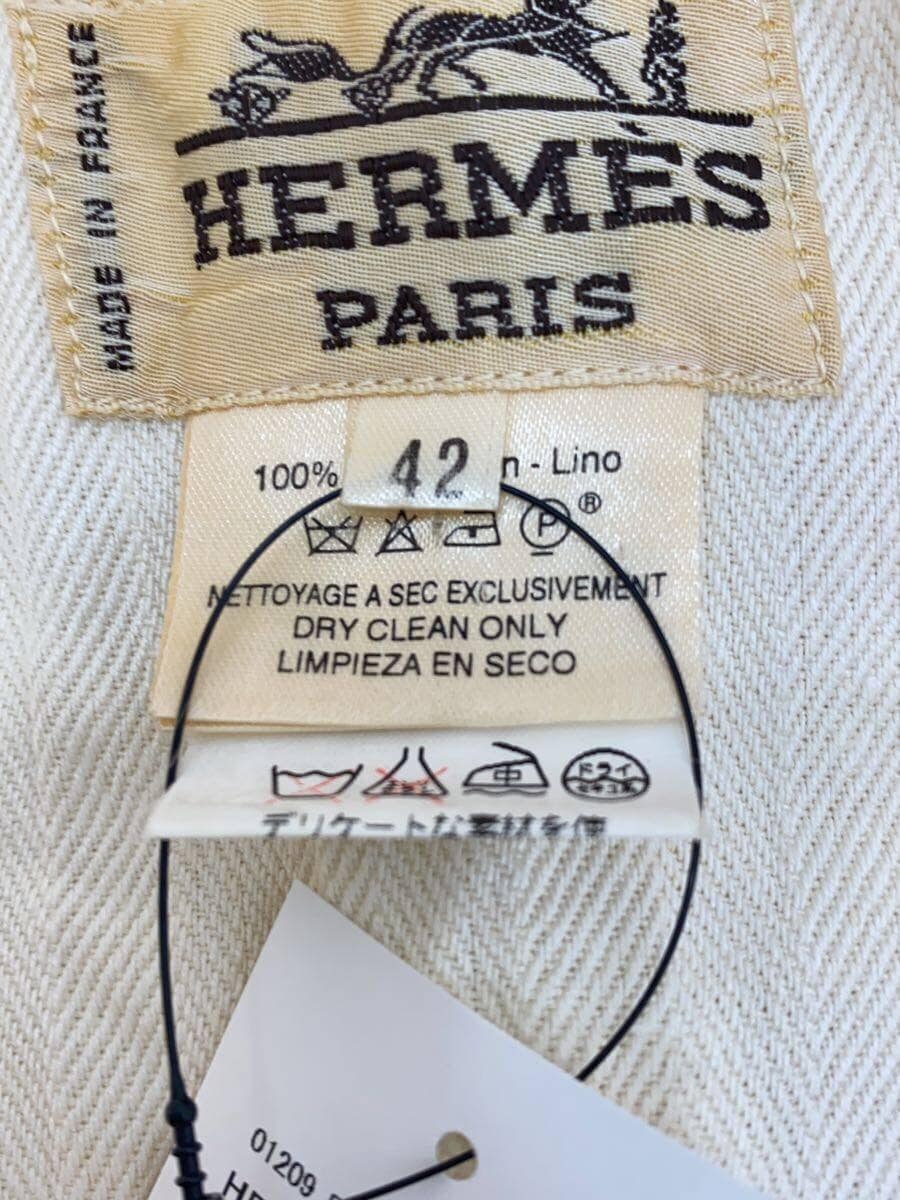 MADE IN FRANCE
HERMÈS
PARIS
42
100% n - Lino
P ®
NETTOYAGE A SEC EXCLUSIVEMENT
DRY CLEAN ONLY
LIMPIEZA EN SECO
中 ドライ
デリケートな素材を使
01209